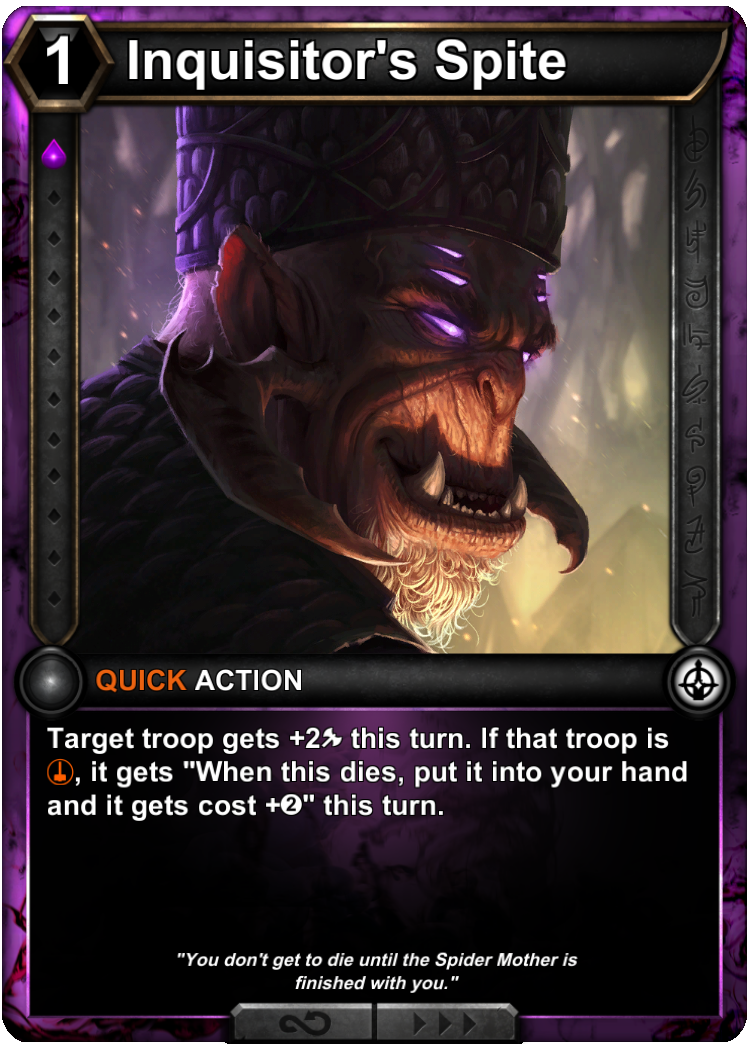 1 Inquisitor's Spite
QUICK ACTION
Target troop gets +2 this turn. If that troop is
, it gets "When this dies, put it into your hand
and it gets cost +❷" this turn.
"You don't get to die until the Spider Mother is
finished with you."